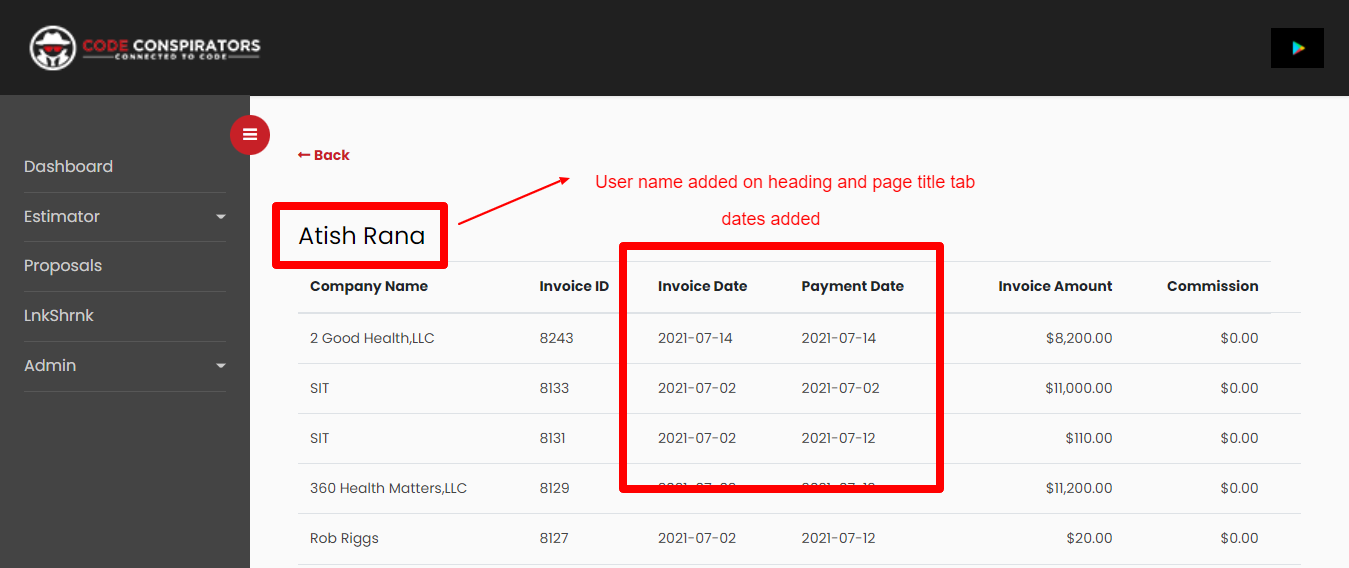 CODE CONSPIRATORS
CONNECTED TO CODE
Dashboard
Estimator
Proposals
LnkShrnk
Admin
Back
User name added on heading and page title tab
dates added
Atish Rana
Company Name Invoice ID Invoice Date Payment Date Invoice Amount Commission
2 Good Health,LLC 8243 2021-07-14 2021-07-14 $8,200.00 $0.00
SIT 8133 2021-07-02 2021-07-02 $11,000.00 $0.00
SIT 8131 2021-07-02 2021-07-12 $110.00 $0.00
360 Health Matters,LLC 8129 $11,200.00 $0.00
Rob Riggs 8127 2021-07-02 2021-07-12 $20.00 $0.00